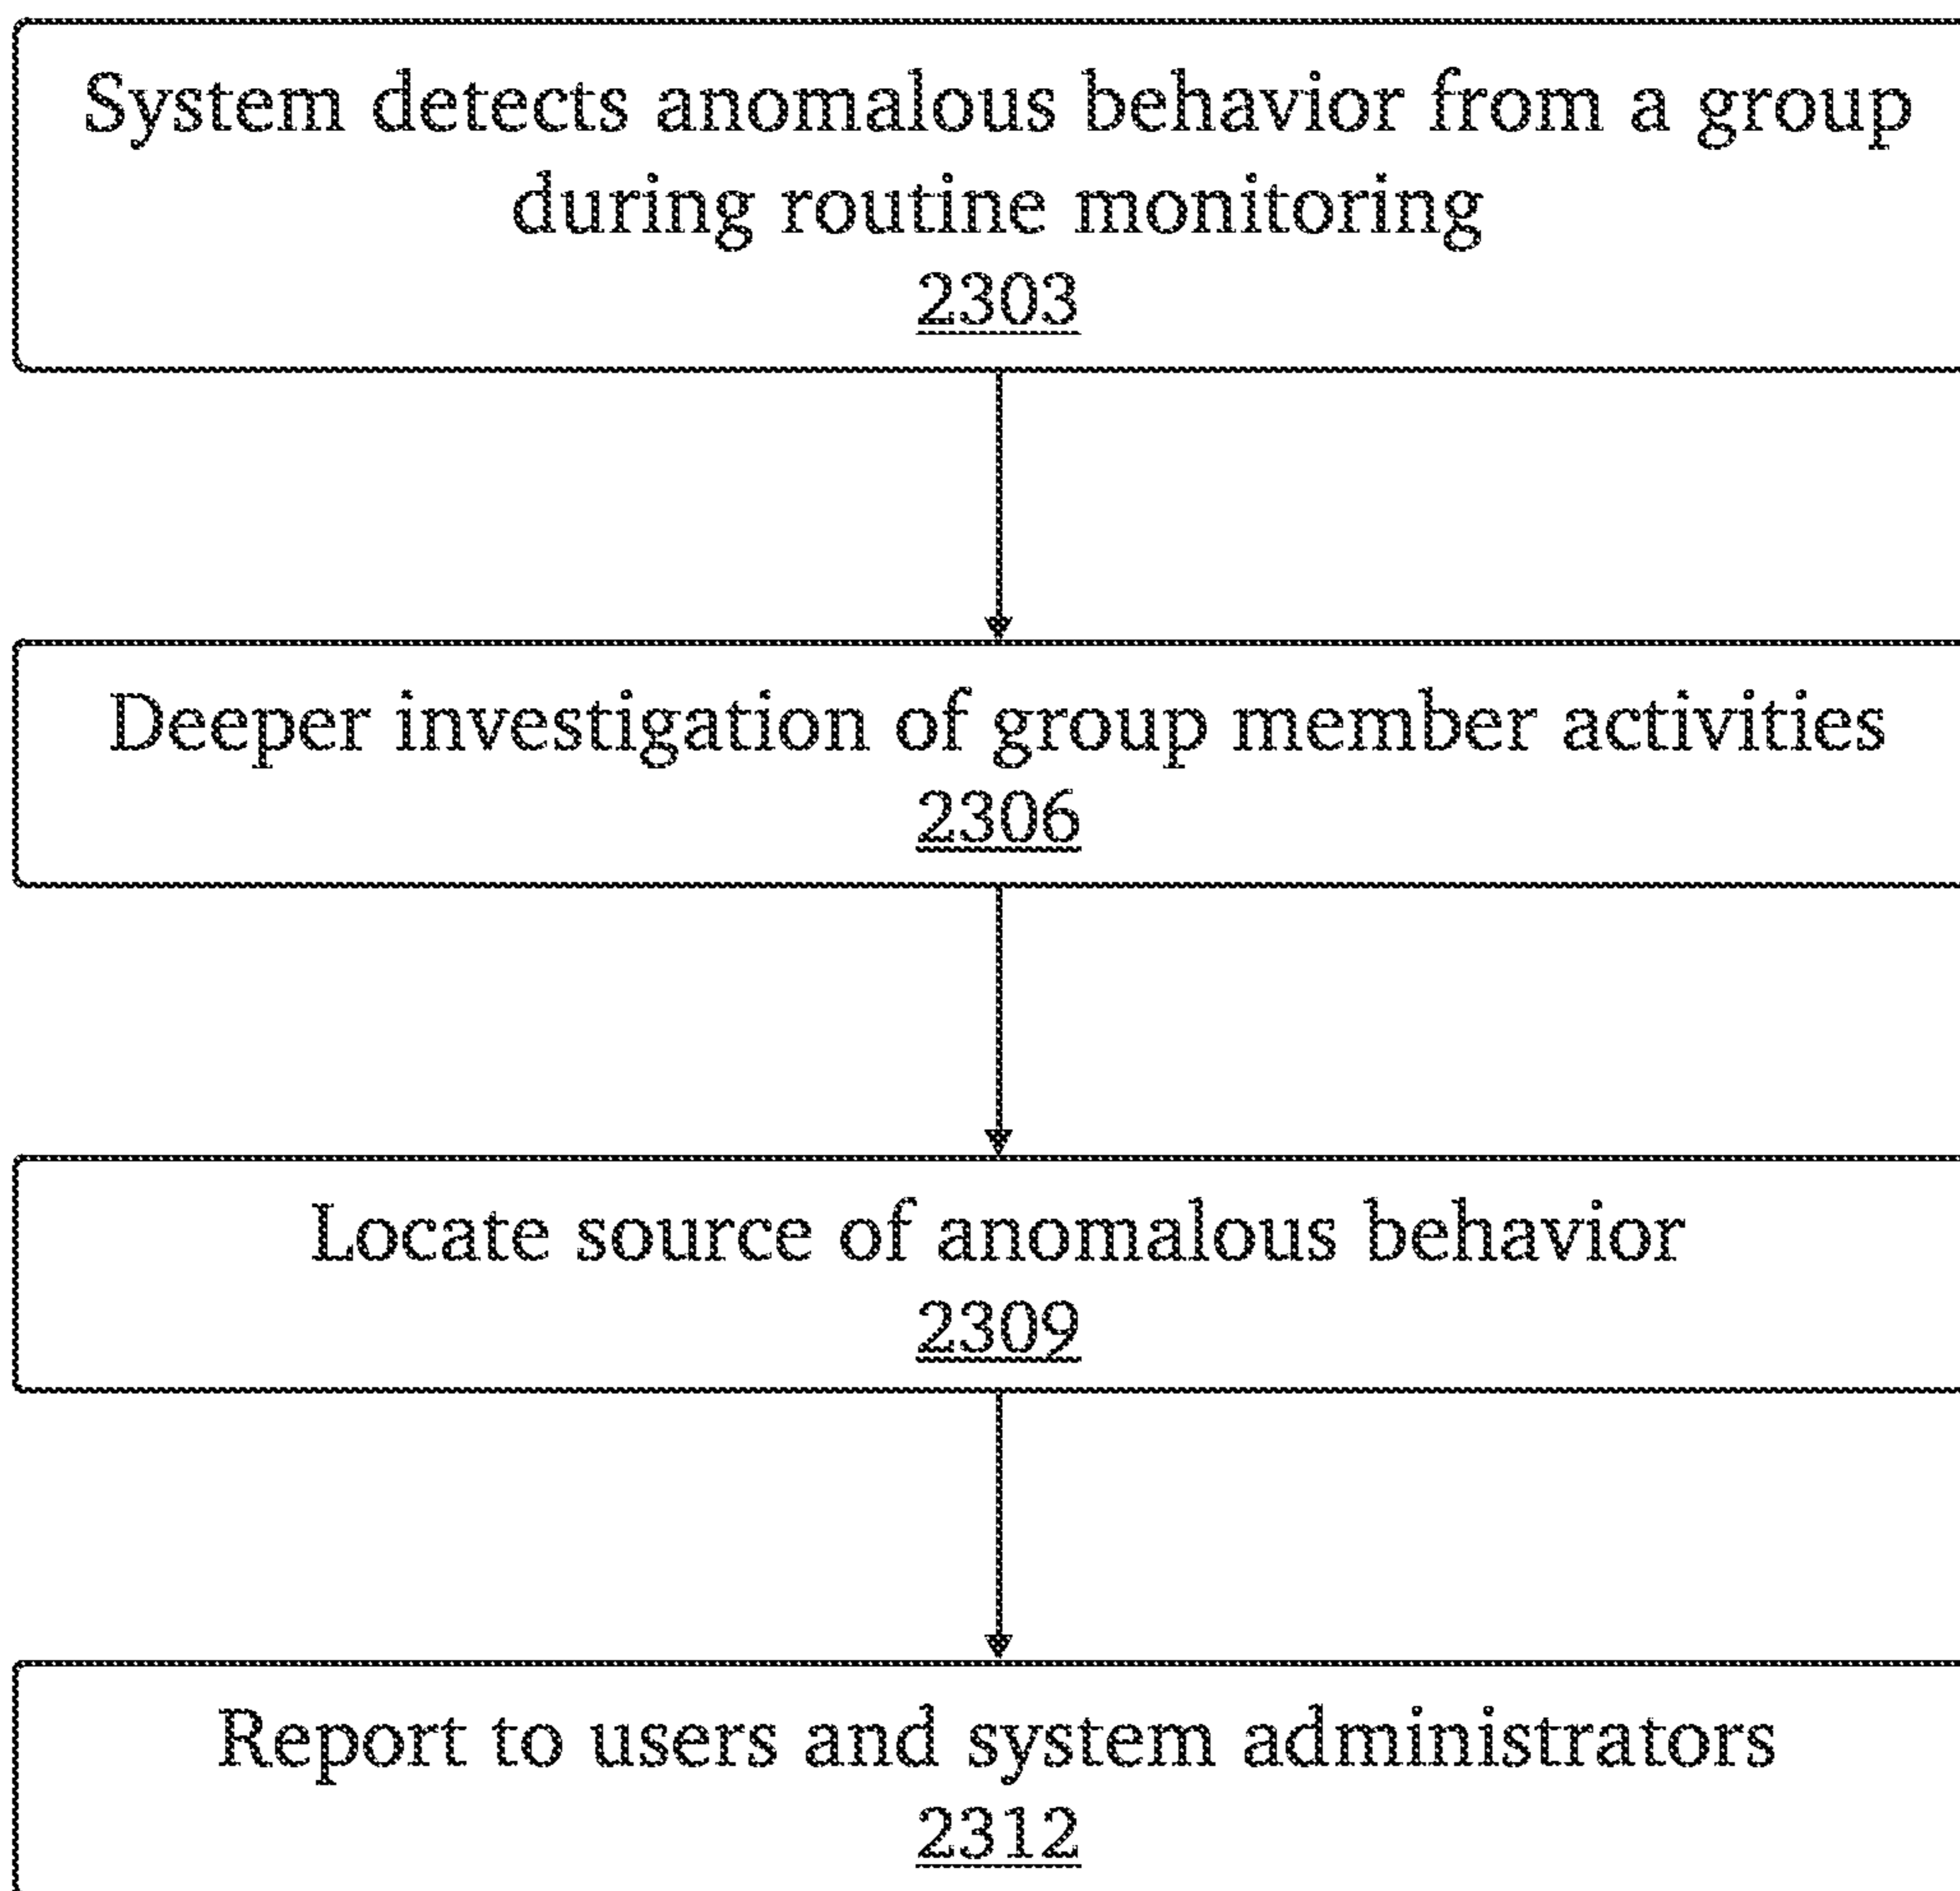 System detects anomalous behavior from a group
during routine monitoring
2303
Deeper investigation of group member activities
2306
Locate source of anomalous behavior
2309
Report to users and system administrators
2312